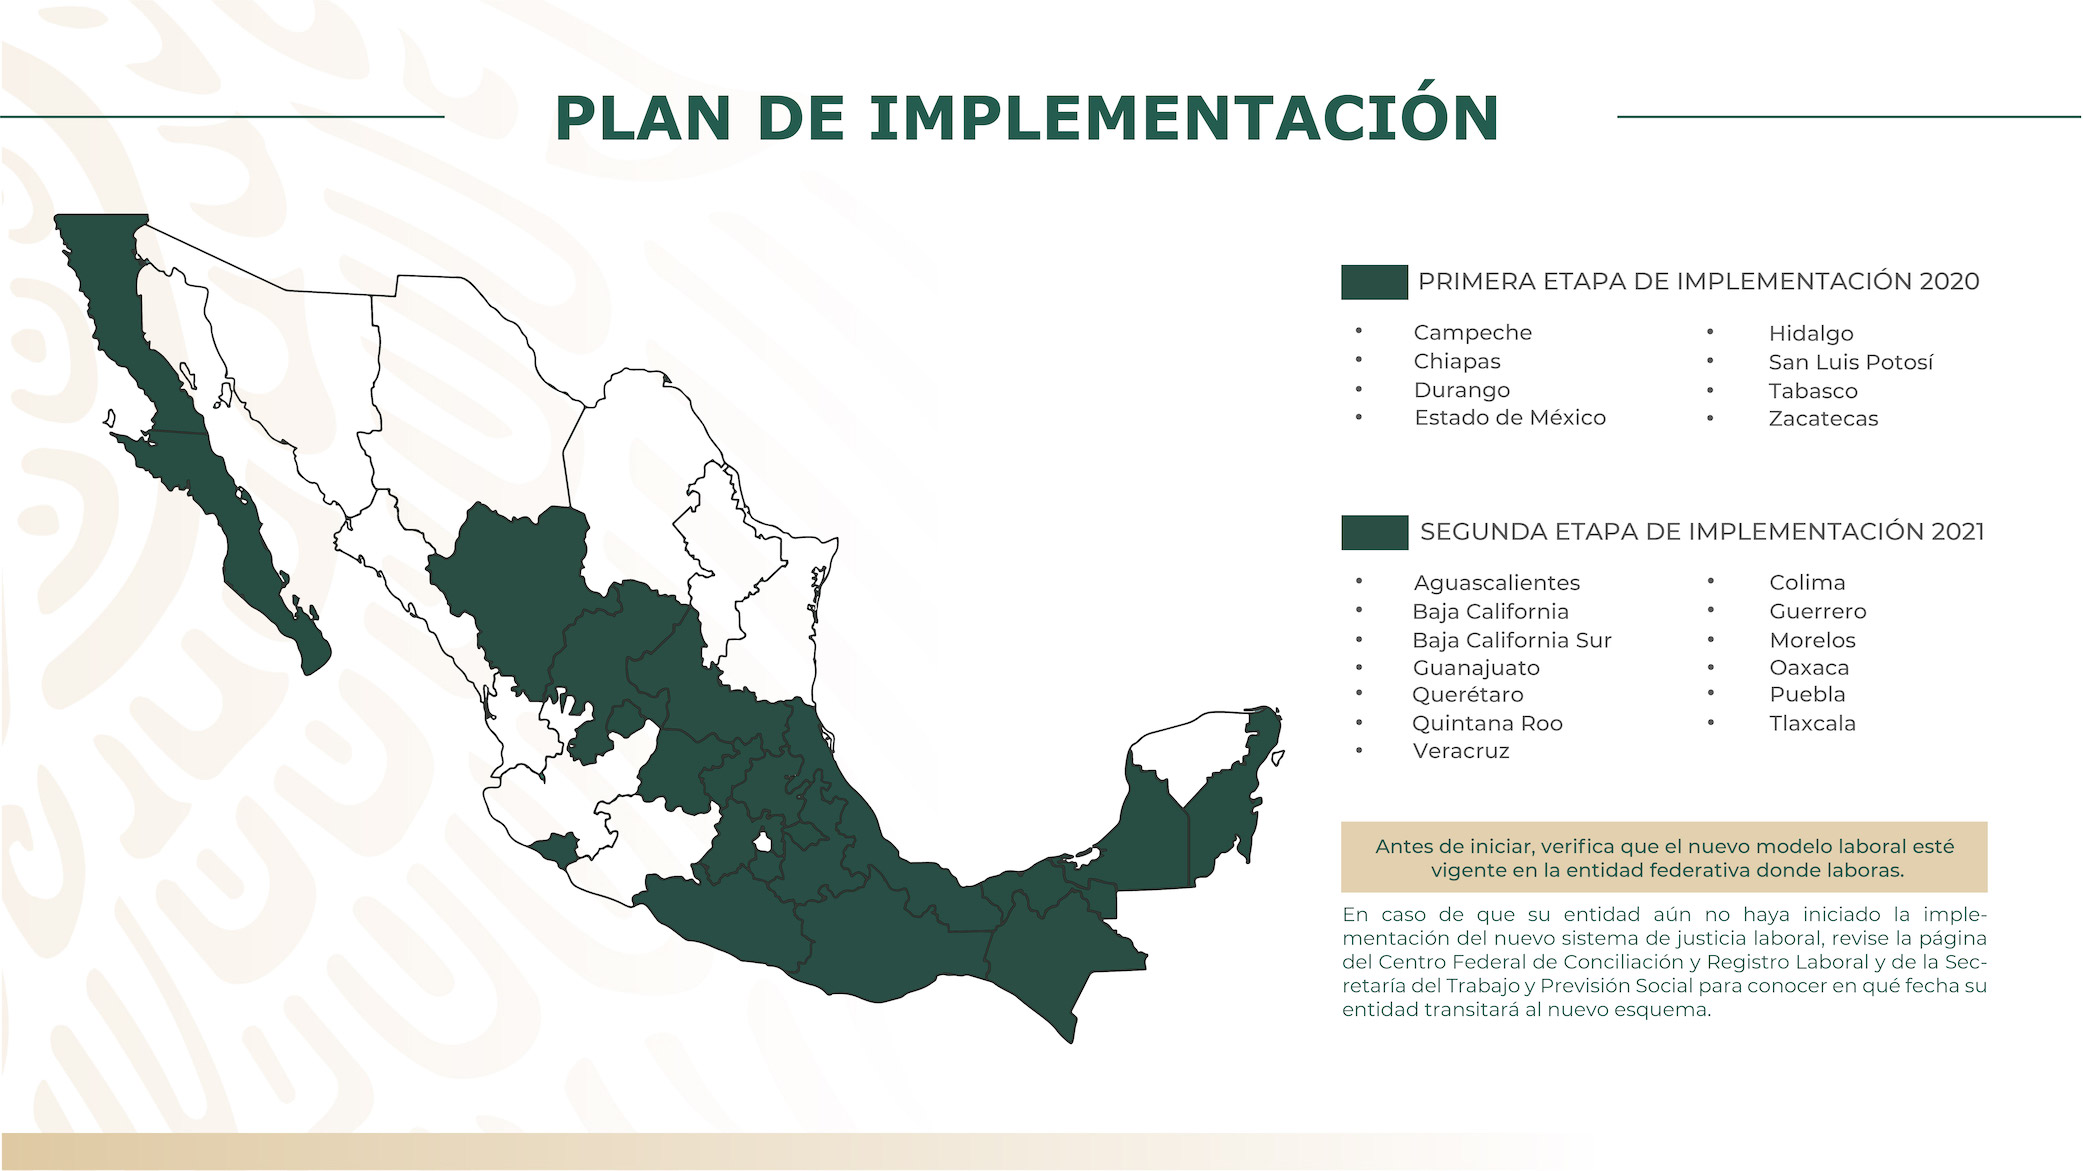 PLAN DE IMPLEMENTACIÓN
PRIMERA ETAPA DE IMPLEMENTACIÓN 2020
• Campeche
• Chiapas
• Durango
• Estado de México
• Hidalgo
• San Luis Potosí
• Tabasco
• Zacatecas
SEGUNDA ETAPA DE IMPLEMENTACIÓN 2021
• Aguascalientes
• Baja California
• Baja California Sur
• Guanajuato
• Querétaro
• Quintana Roo
• Veracruz
• Colima
• Guerrero
• Morelos
• Oaxaca
• Puebla
• Tlaxcala
Antes de iniciar, verifica que el nuevo modelo laboral esté
vigente en la entidad federativa donde laboras.
En caso de que su entidad aún no haya iniciado la imple-
mentación del nuevo sistema de justicia laboral, revise la página
del Centro Federal de Conciliación y Registro Laboral y de la Sec-
retaría del Trabajo y Previsión Social para conocer en qué fecha su
entidad transitará al nuevo esquema.